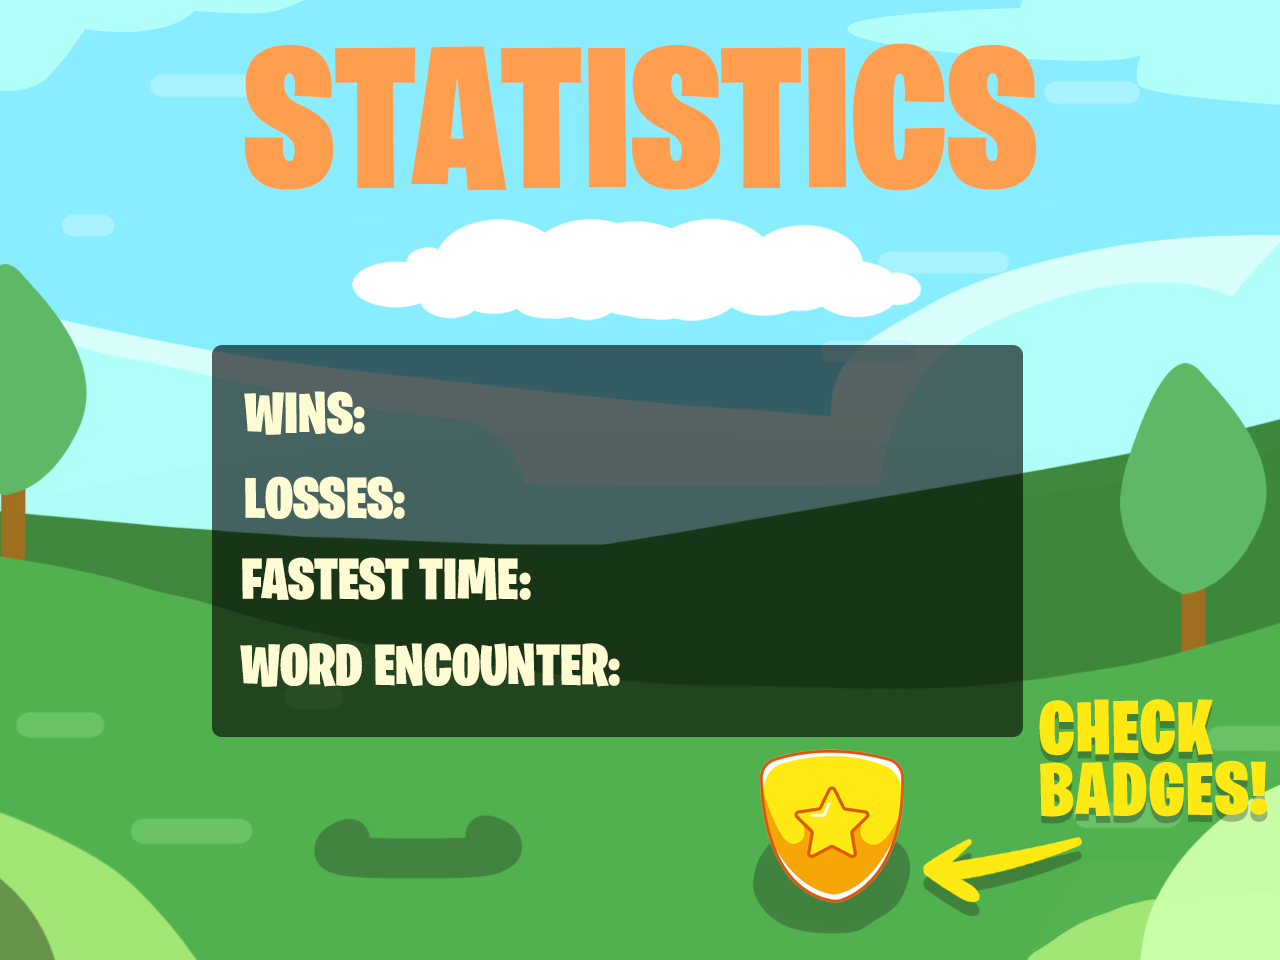 STATISTICS
WINS:
LOSSES:
FASTEST TIME:
WORD ENCOUNTER:
CHECK
BADGES!